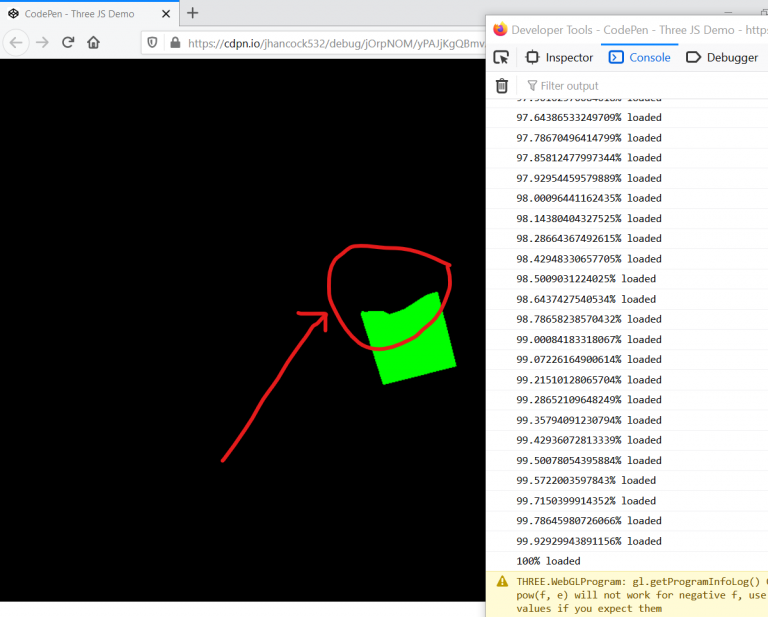 CodePen - Three JS Demo
https://cdpn.io/jhancock532/debug/jOrpNOM/yPAJjKgQBmv
Developer Tools - CodePen - Three JS Demo - https
Inspector Console Debugger
Filter output
97.64386533249709% loaded
97.78670496414799% loaded
97.85812477997344% loaded
97.92954459579889% loaded
98.00096441162435% loaded
98.14380404327525% loaded
98.28664367492615% loaded
98.42948330657705% loaded
98.5009031224025% loaded
98.6437427540534% loaded
98.78658238570432% loaded
99.00084183318067% loaded
99.07226164900614% loaded
99.21510128065704% loaded
99.28652109648249% loaded
99.35794091230794% loaded
99.42936072813339% loaded
99.50078054395884% loaded
99.5722003597843% loaded
99.7150399914352% loaded
99.78645980726066% loaded
99.92929943891156% loaded
100% loaded
THREE.WebGLProgram: gl.getProgramInfoLog()
pow(f, e) will not work for negative f, use
values if you expect them